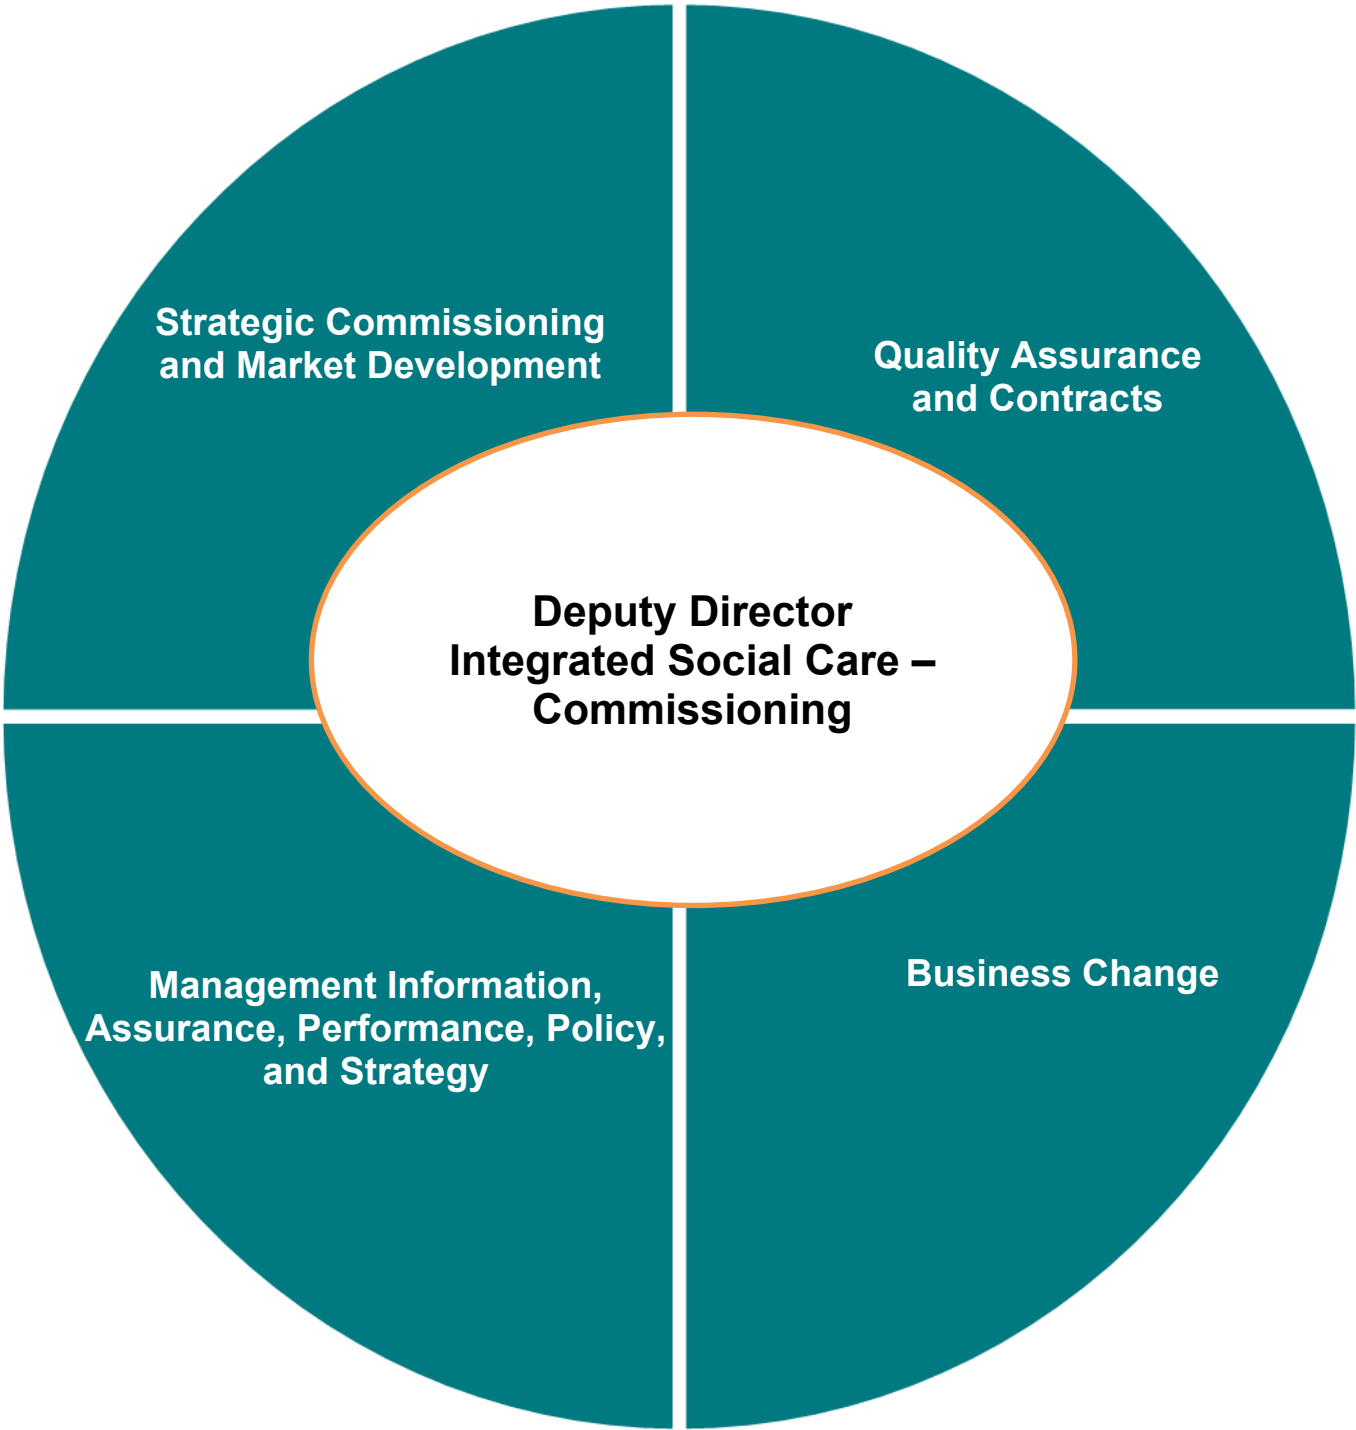 Strategic Commissioning
and Market Development
Quality Assurance
and Contracts
Deputy Director
Integrated Social Care –
Commissioning
Management Information,
Assurance, Performance, Policy,
and Strategy
Business Change